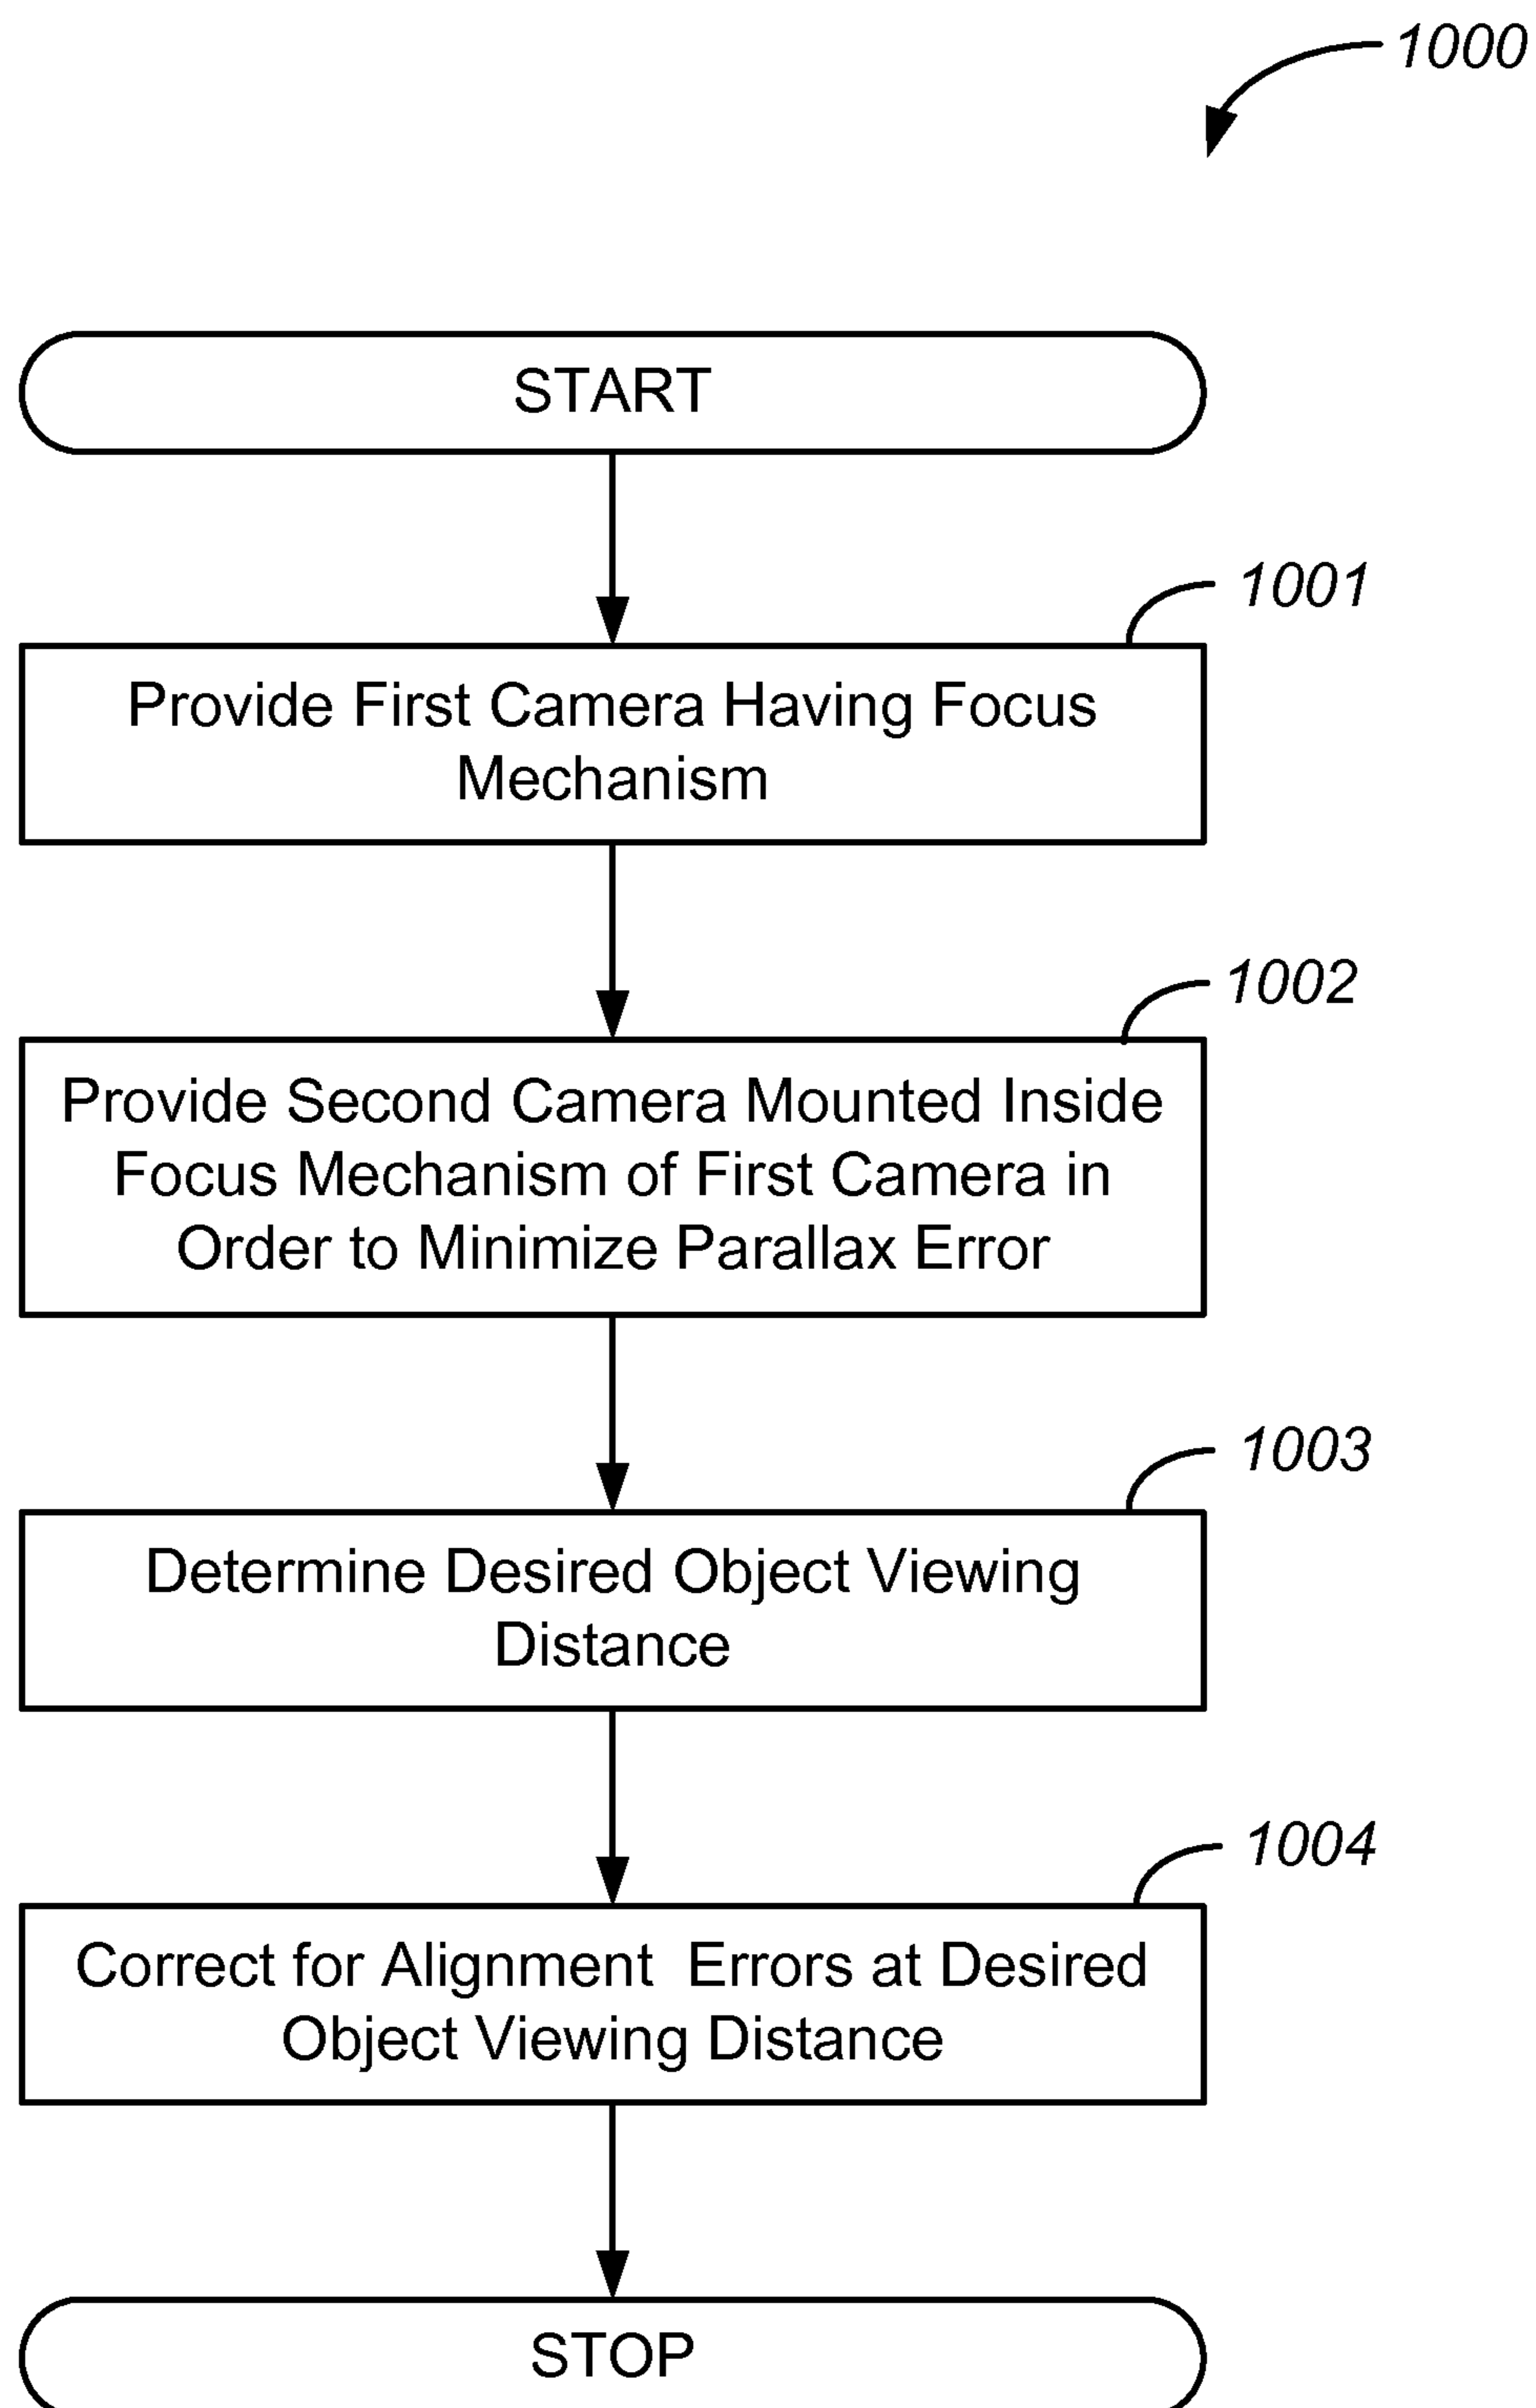 1000
START
1001
Provide First Camera Having Focus
Mechanism
1002
Provide Second Camera Mounted Inside
Focus Mechanism of First Camera in
Order to Minimize Parallax Error
1003
Determine Desired Object Viewing
Distance
1004
Correct for Alignment  Errors at Desired
Object Viewing Distance
STOP